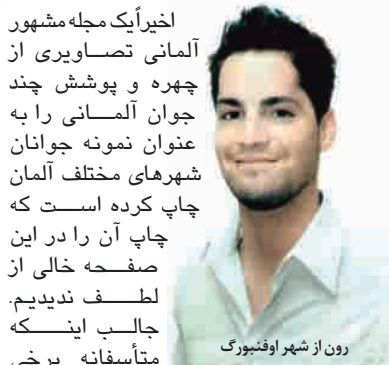 اخیراً یک مجله مشهور
آلمانی تصاویری از
چهره و پوشش چند
جوان آلمانی را به
عنوان نمونه جوانان
شهرهای مختلف آلمان
چاپ کرده است که
چاپ آن را در این
صفحه خالی از
لطف ندیدیم.
جالب اینکه
متأسفانه برخی
رون از شهر اوفنبورگ